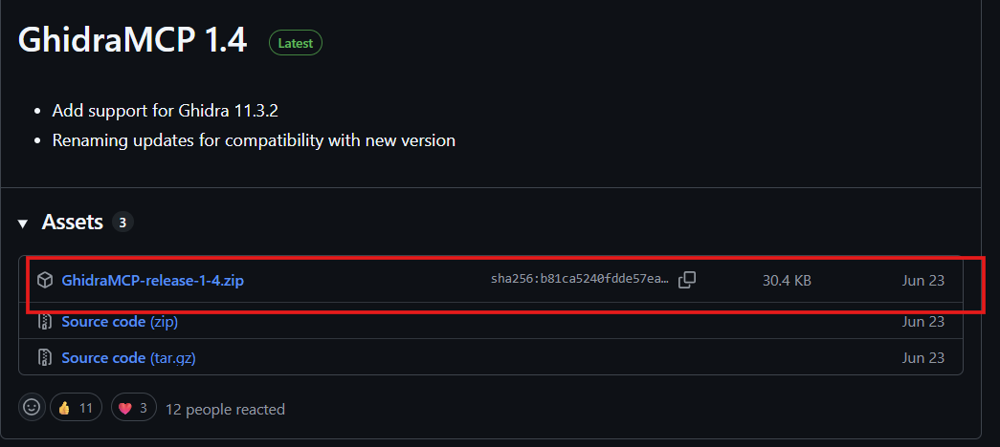 GhidraMCP 1.4 Latest
Add support for Ghidra 11.3.2
Renaming updates for compatibility with new version
Assets 3
GhidraMCP-release-1-4.zip sha256:b81ca5240fdde57ea… 30.4 KB Jun 23
Source code (zip) Jun 23
Source code (tar.gz) Jun 23
11 3 12 people reacted